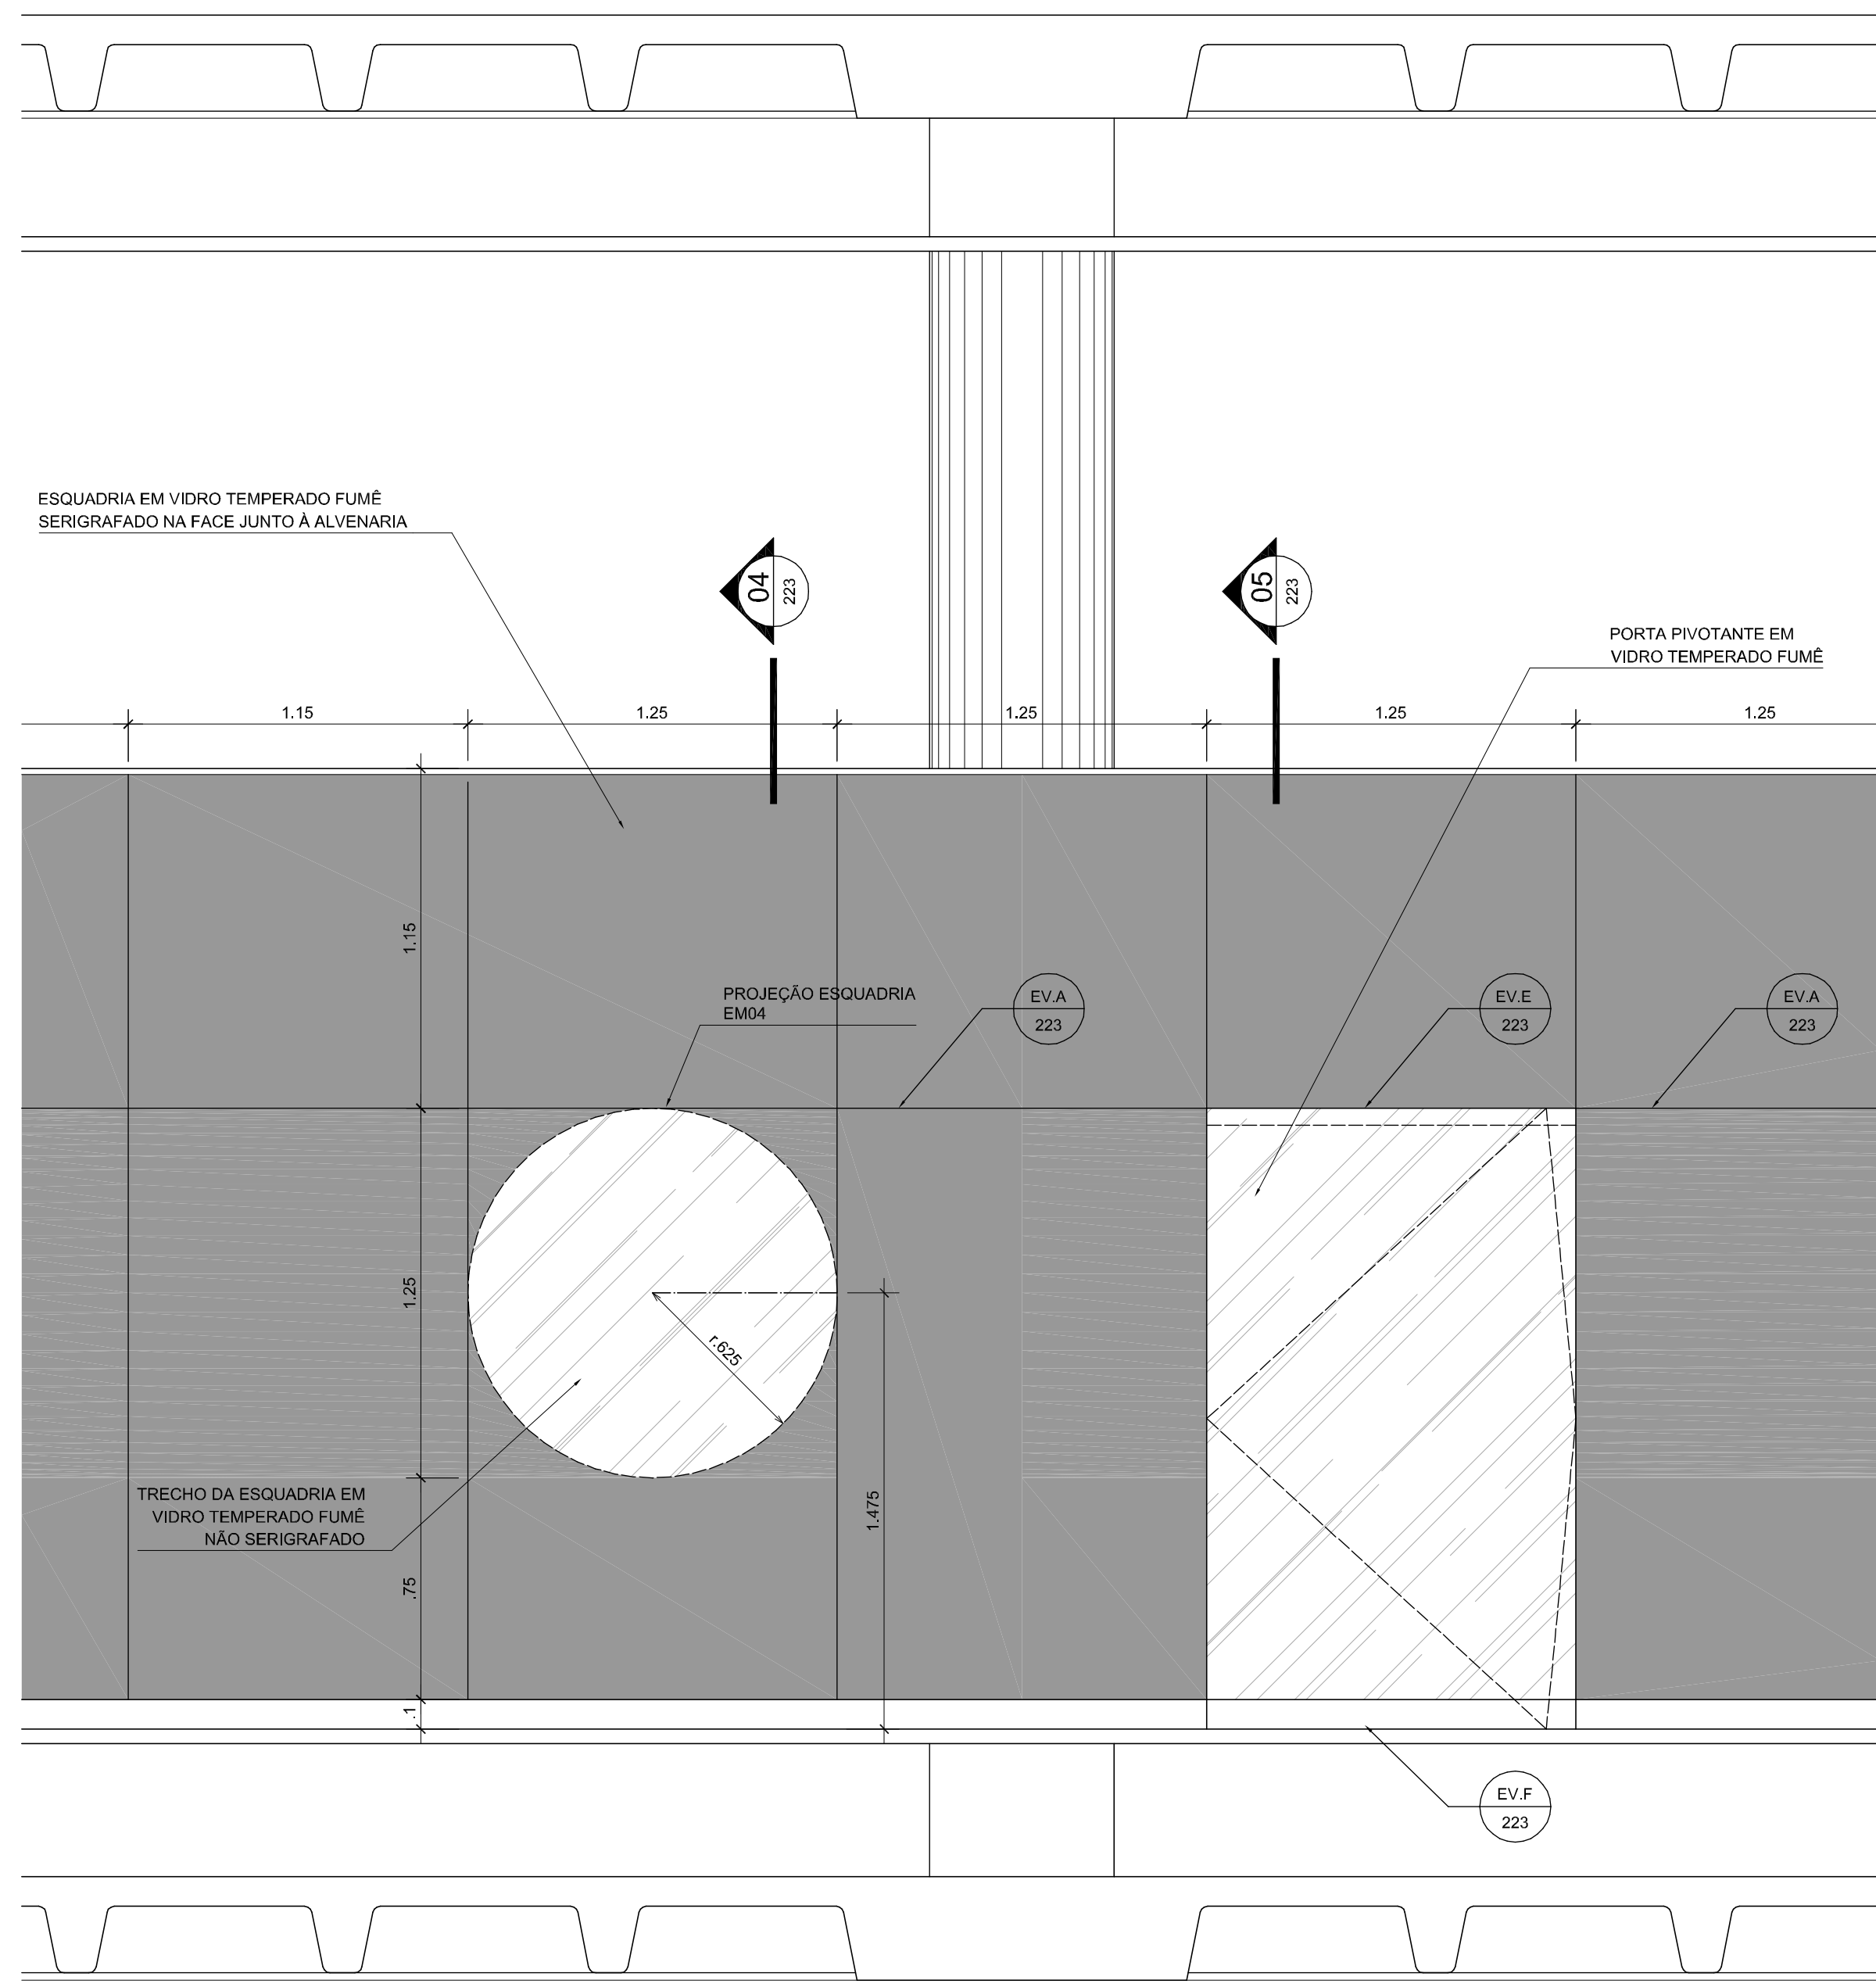 ESQUADRIA EM VIDRO TEMPERADO FUMÊ
SERIGRAFADO NA FACE JUNTO À ALVENARIA
04
223
05
223
PORTA PIVOTANTE EM
VIDRO TEMPERADO FUMÊ
1.15
1.25
1.25
1.25
1.25
1.15
PROJEÇÃO ESQUADRIA
EM04
EV.A
223
EV.E
223
EV.A
223
1.25
r.625
TRECHO DA ESQUADRIA EM
VIDRO TEMPERADO FUMÊ
NÃO SERIGRAFADO
1.475
.75
.1
EV.F
223